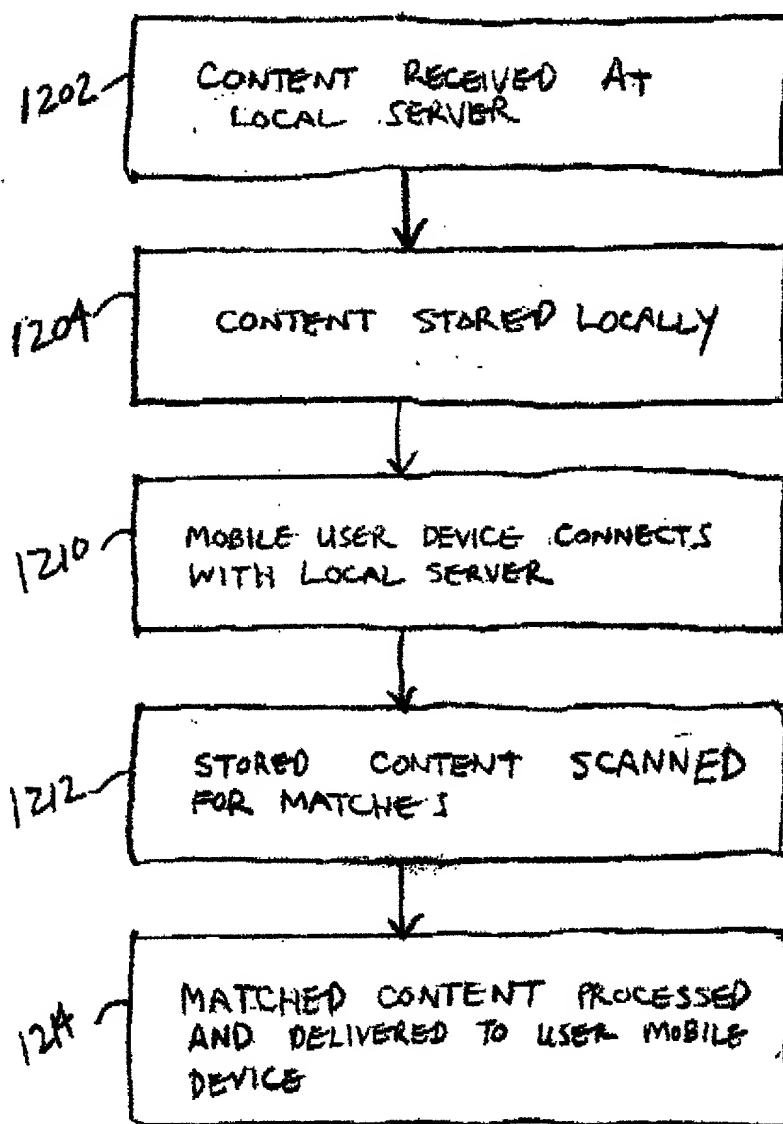 1202
CONTENT RECEIVED At
LOCAL SERVER
1204
CONTENT STORED LOCALLY
1210
MOBILE USER DEVICE CONNECTS
WITH LOCAL SERVER
1212
STORED CONTENT SCANNED
FOR MATCHES
1214
MATCHED CONTENT PROCESSED
AND DELIVERED TO USER MOBILE
DEVICE